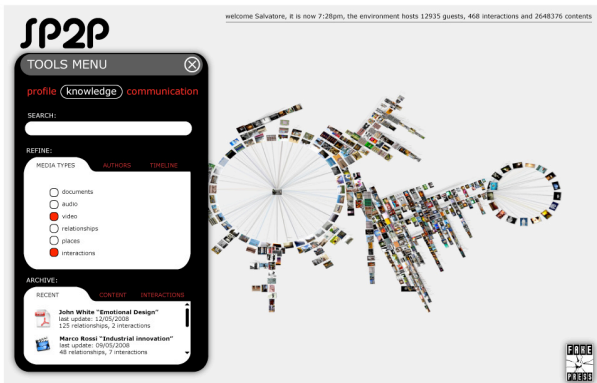 welcome Salvatore, it is now 7:28pm, the environment hosts 12935 guests, 468 interactions and 2648376 contents
SP2P
TOOLS MENU
profile knowledge communication
SEARCH:
REFINE:
MEDIA TYPES AUTHORS TIMELINE
documents
audio
video
relationships
places
interactions
ARCHIVE:
RECENT CONTENT INTERACTIONS
John White "Emotional Design"
last update: 12/05/2008
125 relationships, 2 interactions
Marco Rossi "Industrial innovation"
last update: 09/05/2008
48 relationships, 7 interactions
FAKE
PRESS